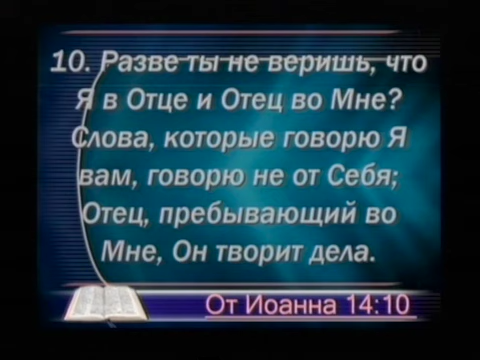 10. Разве ты не веришь, что
Я в Отце и Отец во Мне?
Слова, которые говорю Я
вам, говорю не от Себя;
Отец, пребывающий во
Мне, Он творит дела.
От Иоанна 14:10